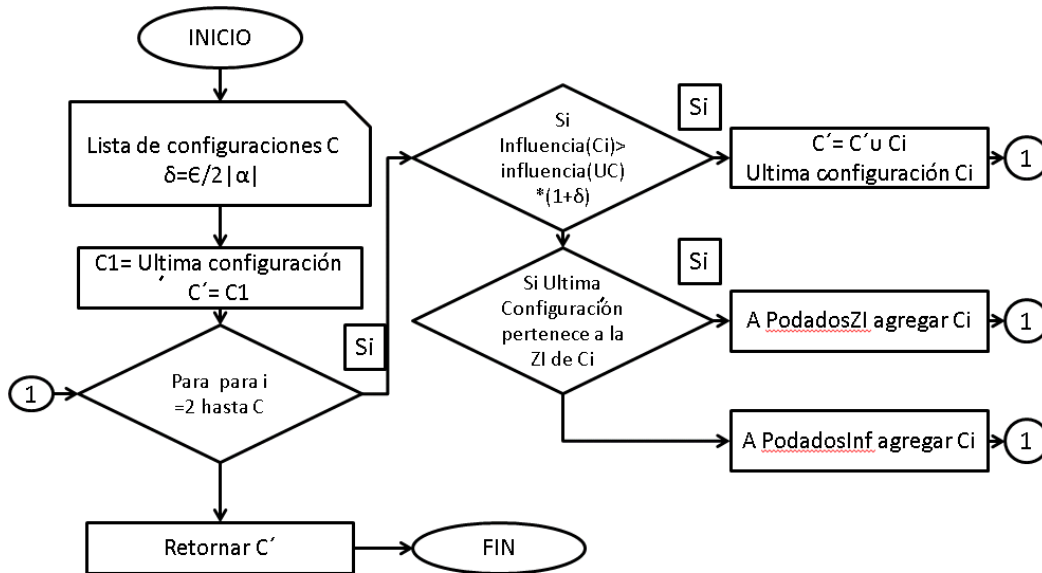 INICIO
Lista de configuraciones C
δ=Є/2|α|
C1= Ultima configuración
C´= C1
1
Para para i
=2 hasta C
Si
Retornar C´
FIN
Si
Influencia(Ci)>
influencia(UC)
*(1+δ)
Si
C´= C´u Ci
Ultima configuración Ci
1
Si Ultima
Configuración
pertenece a la
ZI de Ci
Si
A PodadosZI agregar Ci
1
A PodadosInf agregar Ci
1